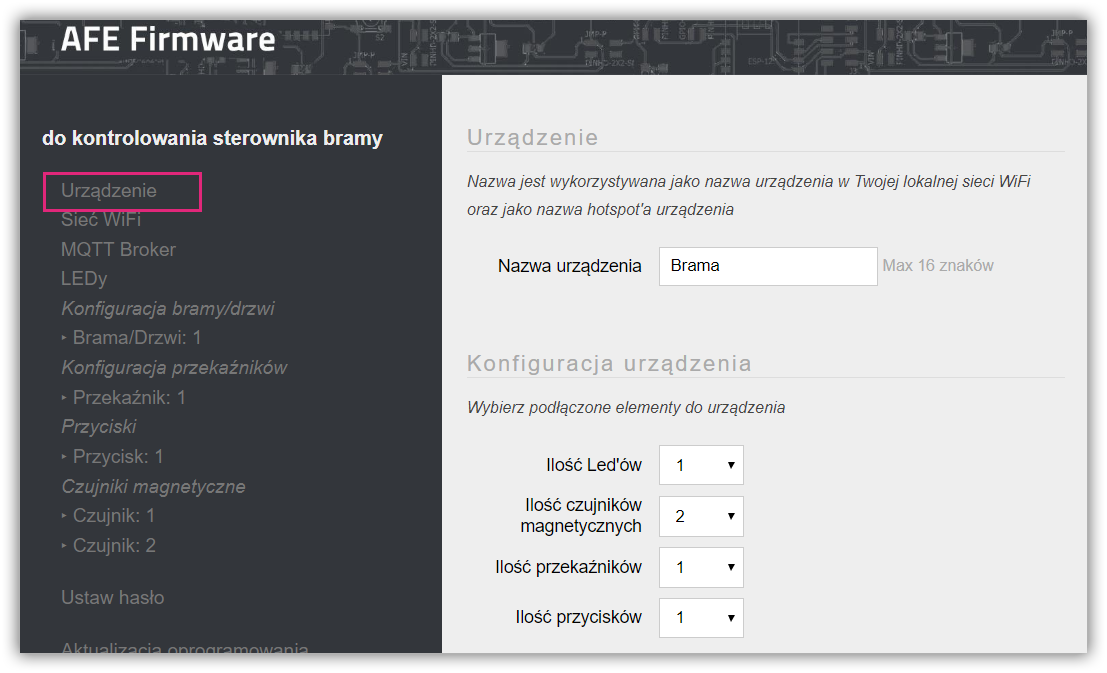 AFE Firmware
do kontrolowania sterownika bramy
Urządzenie
Sieć WiFi
MQTT Broker
LEDy
Konfiguracja bramy/drzwi
‣ Brama/Drzwi: 1
Konfiguracja przekaźników
‣ Przekaźnik: 1
Przyciski
‣ Przycisk: 1
Czujniki magnetyczne
‣ Czujnik: 1
‣ Czujnik: 2
Ustaw hasło
Aktualizacja oprogramowania
Urządzenie
Nazwa jest wykorzystywana jako nazwa urządzenia w Twojej lokalnej sieci WiFi
oraz jako nazwa hotspot'a urządzenia
Nazwa urządzenia Brama Max 16 znaków
Konfiguracja urządzenia
Wybierz podłączone elementy do urządzenia
Ilość Led'ów 1
Ilość czujników
magnetycznych 2
Ilość przekaźników 1
Ilość przycisków 1